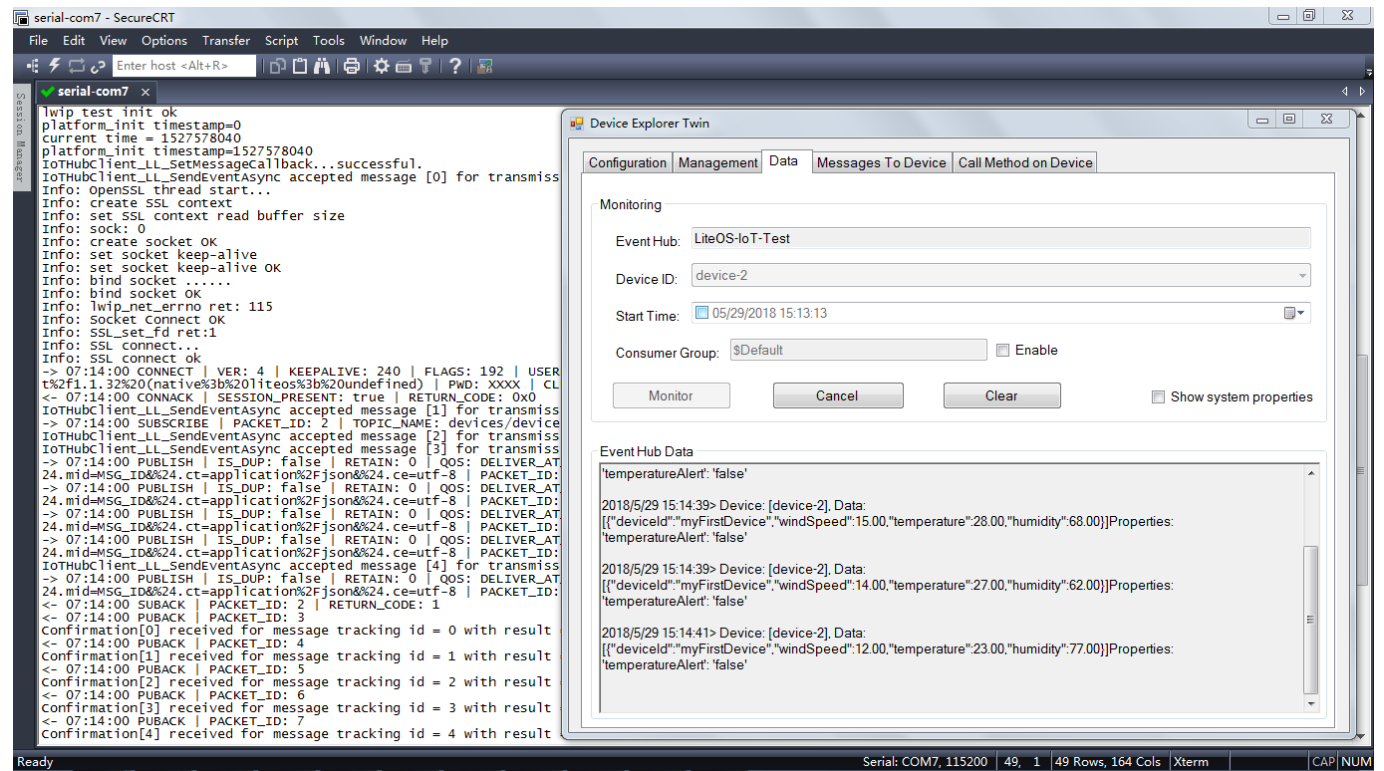 serial-com7 - SecureCRT
File Edit View Options Transfer Script Tools Window Help
Enter host <Alt+R>
serial-com7
Session Manager
lwip test init ok
platform_init timestamp=0
current time = 1527578040
platform_init timestamp=1527578040
IoTHubClient_LL_SetMessageCallback...successful.
IoTHubClient_LL_SendEventAsync accepted message [0] for transmiss
Info: OpenSSL thread start...
Info: create SSL context
Info: set SSL context read buffer size
Info: sock: 0
Info: create socket OK
Info: set socket keep-alive
Info: set socket keep-alive OK
Info: bind socket ......
Info: bind socket OK
Info: lwip_net_errno ret: 115
Info: Socket Connect OK
Info: SSL_set_fd ret:1
Info: SSL connect...
Info: SSL connect ok
-> 07:14:00 CONNECT | VER: 4 | KEEPALIVE: 240 | FLAGS: 192 | USER
t%2f1.1.32%20(native%3b%20liteos%3b%20undefined) | PWD: XXXX | CL
<- 07:14:00 CONNACK | SESSION_PRESENT: true | RETURN_CODE: 0x0
IoTHubClient_LL_SendEventAsync accepted message [1] for transmiss
-> 07:14:00 SUBSCRIBE | PACKET_ID: 2 | TOPIC_NAME: devices/device
IoTHubClient_LL_SendEventAsync accepted message [2] for transmiss
IoTHubClient_LL_SendEventAsync accepted message [3] for transmiss
-> 07:14:00 PUBLISH | IS_DUP: false | RETAIN: 0 | QOS: DELIVER_AT
24.mid=MSG_ID&%24.ct=application%2Fjson&%24.ce=utf-8 | PACKET_ID:
-> 07:14:00 PUBLISH | IS_DUP: false | RETAIN: 0 | QOS: DELIVER_AT
24.mid=MSG_ID&%24.ct=application%2Fjson&%24.ce=utf-8 | PACKET_ID:
-> 07:14:00 PUBLISH | IS_DUP: false | RETAIN: 0 | QOS: DELIVER_AT
24.mid=MSG_ID&%24.ct=application%2Fjson&%24.ce=utf-8 | PACKET_ID:
-> 07:14:00 PUBLISH | IS_DUP: false | RETAIN: 0 | QOS: DELIVER_AT
24.mid=MSG_ID&%24.ct=application%2Fjson&%24.ce=utf-8 | PACKET_ID:
IoTHubClient_LL_SendEventAsync accepted message [4] for transmiss
-> 07:14:00 PUBLISH | IS_DUP: false | RETAIN: 0 | QOS: DELIVER_AT
24.mid=MSG_ID&%24.ct=application%2Fjson&%24.ce=utf-8 | PACKET_ID:
<- 07:14:00 SUBACK | PACKET_ID: 2 | RETURN_CODE: 1
<- 07:14:00 PUBACK | PACKET_ID: 3
Confirmation[0] received for message tracking id = 0 with result
<- 07:14:00 PUBACK | PACKET_ID: 4
Confirmation[1] received for message tracking id = 1 with result
<- 07:14:00 PUBACK | PACKET_ID: 5
Confirmation[2] received for message tracking id = 2 with result
<- 07:14:00 PUBACK | PACKET_ID: 6
Confirmation[3] received for message tracking id = 3 with result
<- 07:14:00 PUBACK | PACKET_ID: 7
Confirmation[4] received for message tracking id = 4 with result
Device Explorer Twin
Configuration Management Data Messages To Device Call Method on Device
Monitoring
Event Hub: LiteOS-IoT-Test
Device ID: device-2
Start Time: 05/29/2018 15:13:13
Consumer Group: $Default Enable
Monitor Cancel Clear Show system properties
Event Hub Data
'temperatureAlert': 'false'
2018/5/29 15:14:39> Device: [device-2], Data:
[{"deviceId":"myFirstDevice","windSpeed":15.00,"temperature":28.00,"humidity":68.00}]Properties:
'temperatureAlert': 'false'
2018/5/29 15:14:39> Device: [device-2], Data:
[{"deviceId":"myFirstDevice","windSpeed":14.00,"temperature":27.00,"humidity":62.00}]Properties:
'temperatureAlert': 'false'
2018/5/29 15:14:41> Device: [device-2], Data:
[{"deviceId":"myFirstDevice","windSpeed":12.00,"temperature":23.00,"humidity":77.00}]Properties:
'temperatureAlert': 'false'
Ready Serial: COM7, 115200 49, 1 49 Rows, 164 Cols Xterm CAP NUM